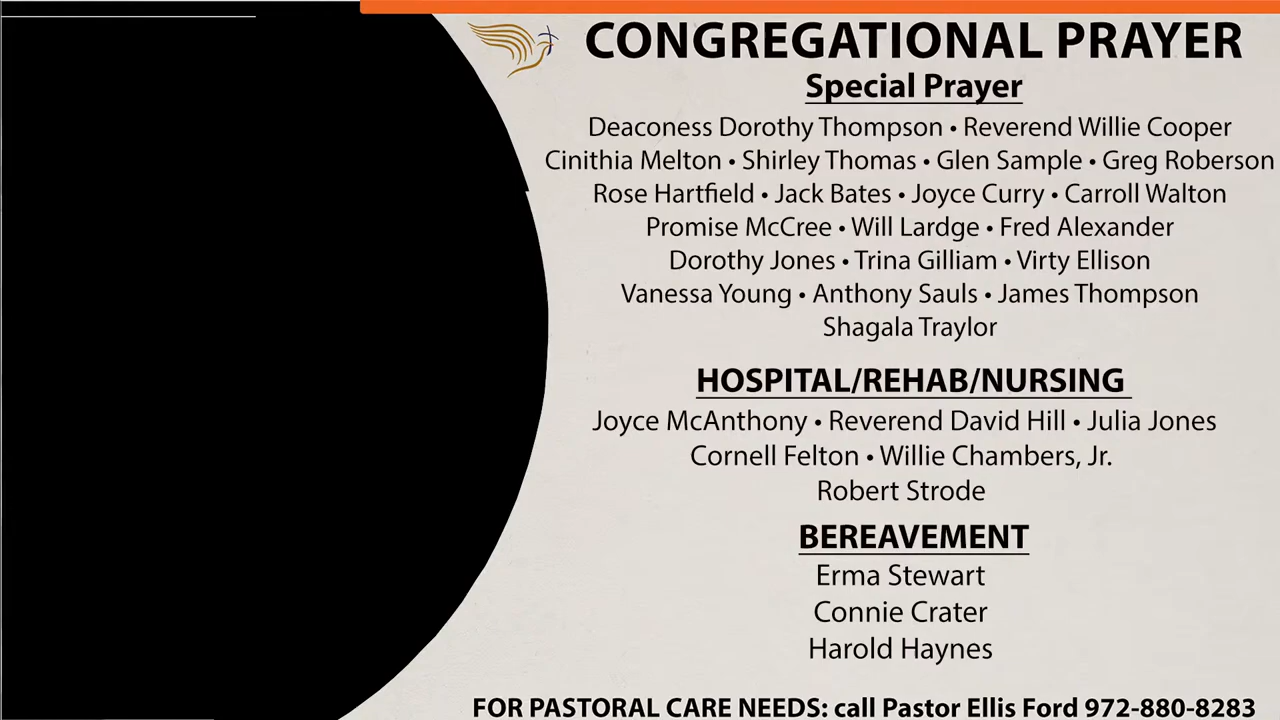 CONGREGATIONAL PRAYER
Special Prayer
Deaconess Dorothy Thompson • Reverend Willie Cooper
Cinithia Melton • Shirley Thomas • Glen Sample • Greg Roberson
Rose Hartfield • Jack Bates • Joyce Curry • Carroll Walton
Promise McCree • Will Lardge • Fred Alexander
Dorothy Jones • Trina Gilliam • Virty Ellison
Vanessa Young • Anthony Sauls • James Thompson
Shagala Traylor
HOSPITAL/REHAB/NURSING
Joyce McAnthony • Reverend David Hill • Julia Jones
Cornell Felton • Willie Chambers, Jr.
Robert Strode
BEREAVEMENT
Erma Stewart
Connie Crater
Harold Haynes
FOR PASTORAL CARE NEEDS: call Pastor Ellis Ford 972-880-8283